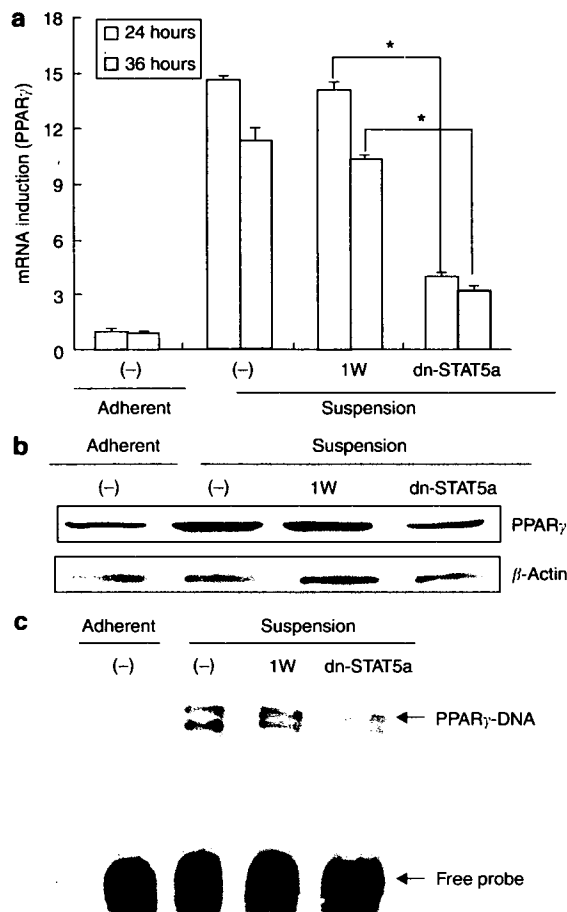 a
24 hours
36 hours
mRNA induction (PPARγ)
18
15
12
9
6
3
0
*
*
(–) (–) 1W dn-STAT5a
Adherent Suspension
b
Adherent Suspension
(–) (–) 1W dn-STAT5a
PPARγ
β-Actin
c
Adherent Suspension
(–) (–) 1W dn-STAT5a
PPARγ-DNA
Free probe